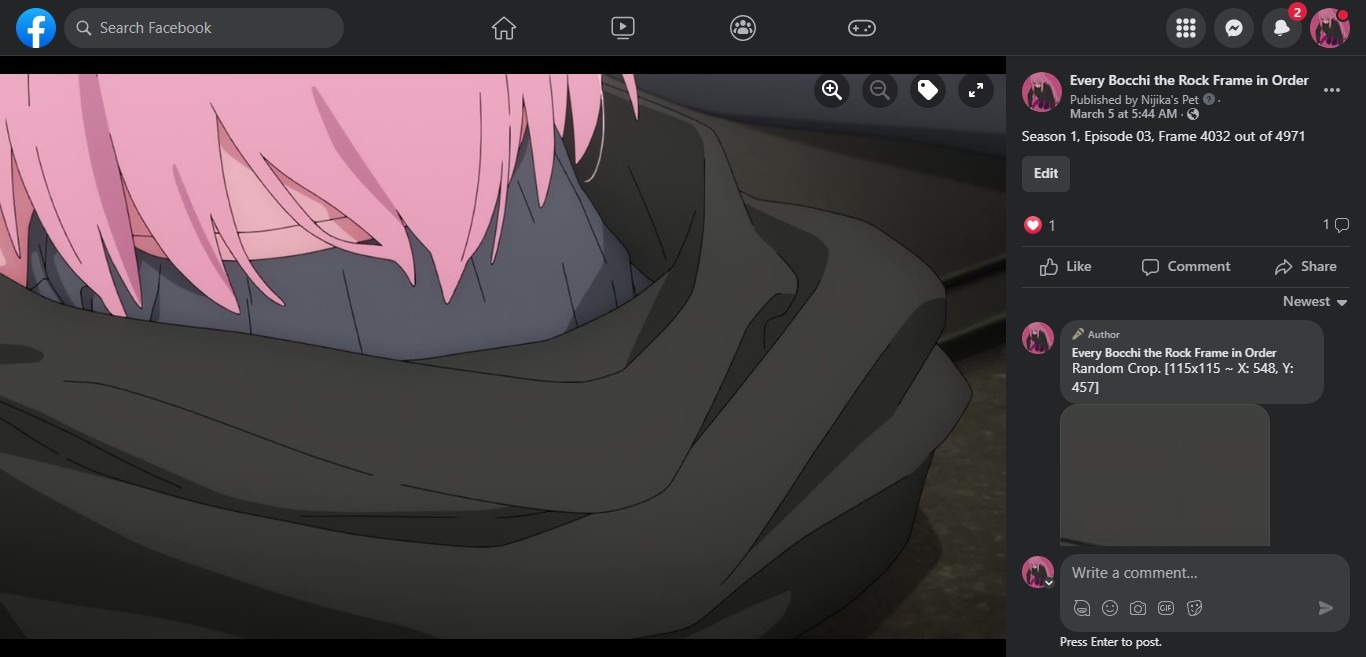 Search Facebook
2
Every Bocchi the Rock Frame in Order
Published by Nijika's Pet ·
March 5 at 5:44 AM ·
Season 1, Episode 03, Frame 4032 out of 4971
Edit
1
1
Like
Comment
Share
Newest
Author
Every Bocchi the Rock Frame in Order
Random Crop. [115x115 ~ X: 548, Y:
457]
Write a comment...
GIF
Press Enter to post.